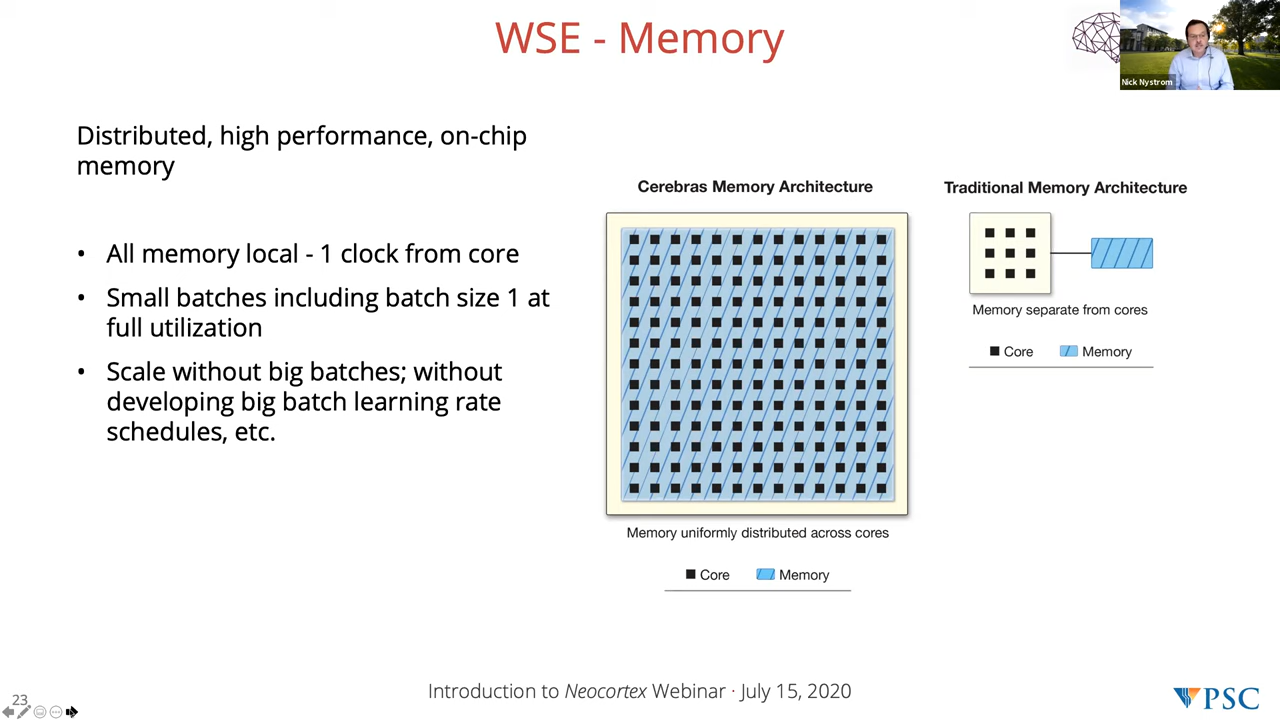 WSE - Memory
Nick Nystrom
Distributed, high performance, on-chip
memory
• All memory local - 1 clock from core
• Small batches including batch size 1 at
full utilization
• Scale without big batches; without
developing big batch learning rate
schedules, etc.
Cerebras Memory Architecture
Memory uniformly distributed across cores
Core
Memory
Traditional Memory Architecture
Memory separate from cores
Core
Memory
Introduction to Neocortex Webinar · July 15, 2020
23
PSC